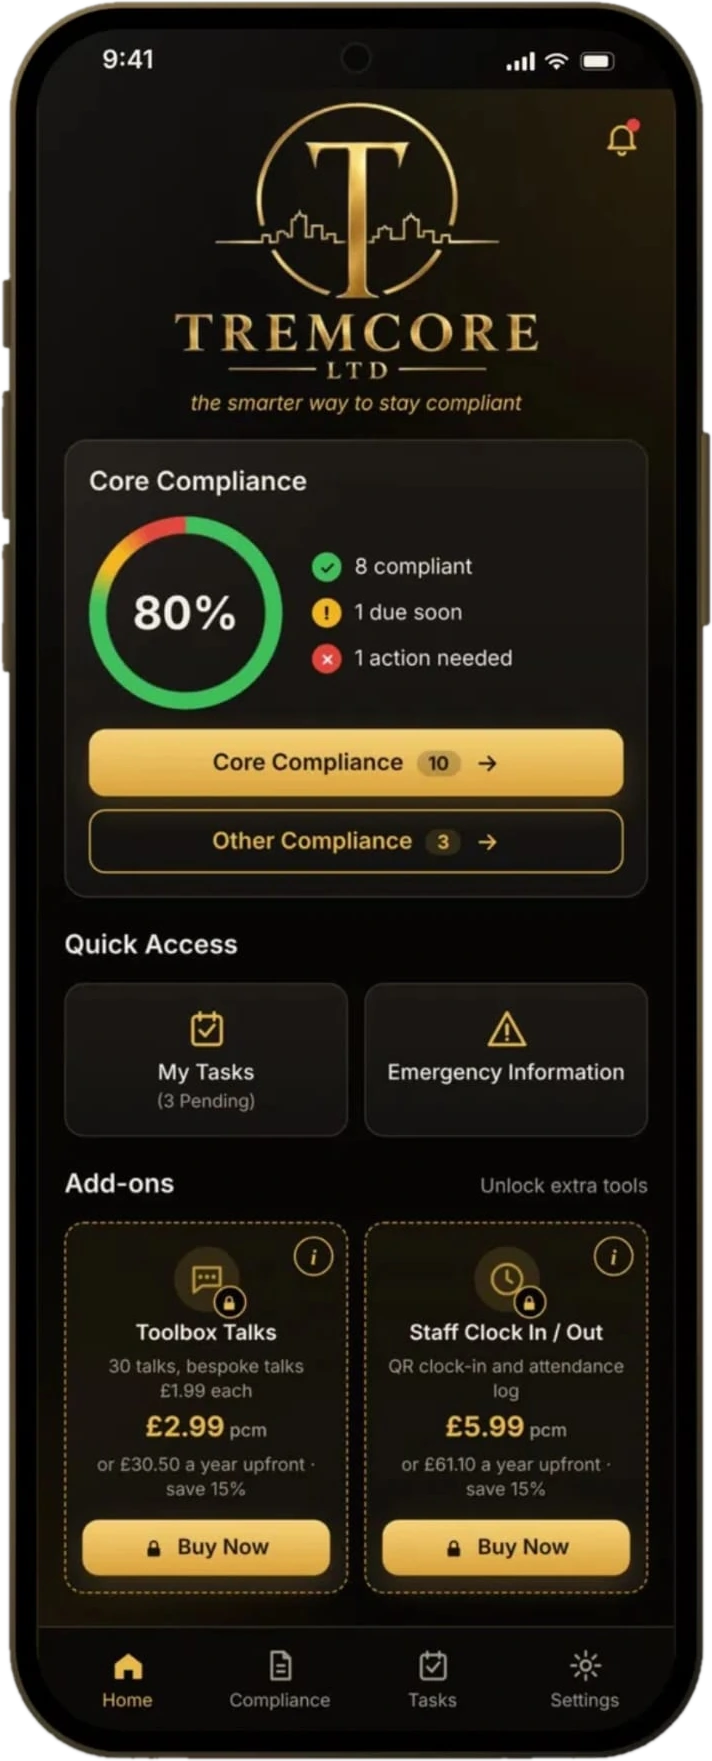 9:41
T
TREMCORE
LTD
the smarter way to stay compliant
Core Compliance
80%
8 compliant
1 due soon
1 action needed
Core Compliance 10 →
Other Compliance 3 →
Quick Access
My Tasks
(3 Pending)
Emergency Information
Add-ons
Unlock extra tools
i
Toolbox Talks
30 talks, bespoke talks
£1.99 each
£2.99 pcm
or £30.50 a year upfront ·
save 15%
Buy Now
i
Staff Clock In / Out
QR clock-in and attendance
log
£5.99 pcm
or £61.10 a year upfront ·
save 15%
Buy Now
Home
Compliance
Tasks
Settings